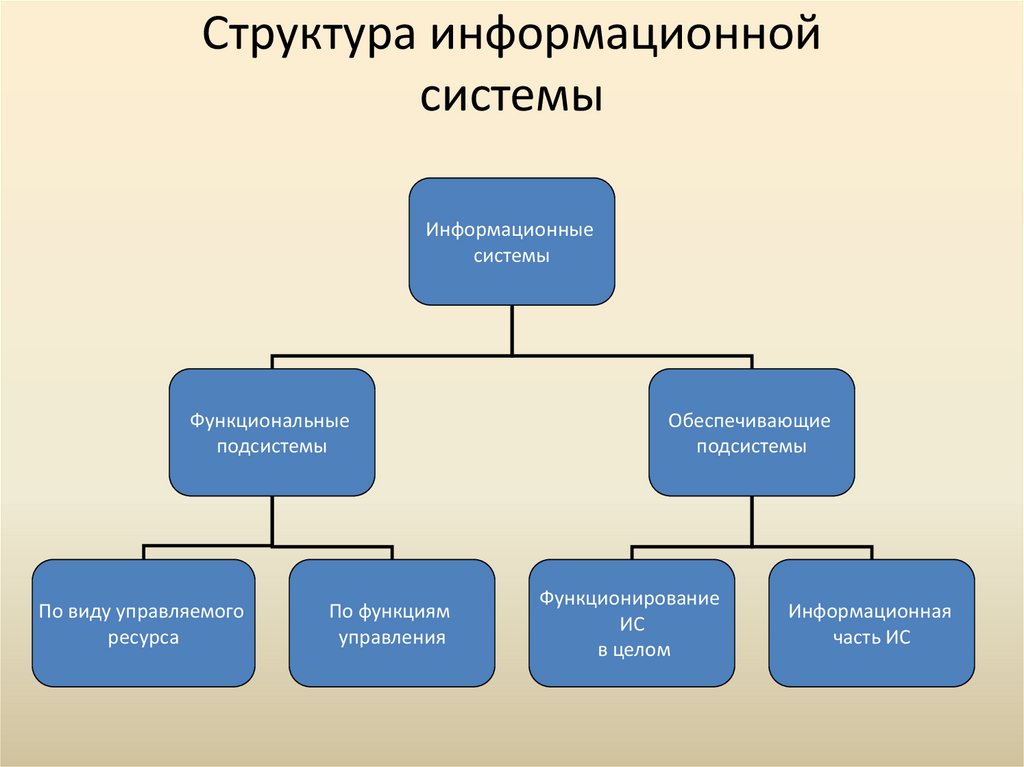 Структура информационной
системы
Информационные
системы
Функциональные
подсистемы
Обеспечивающие
подсистемы
По виду управляемого
ресурса
По функциям
управления
Функционирование
ИС
в целом
Информационная
часть ИС